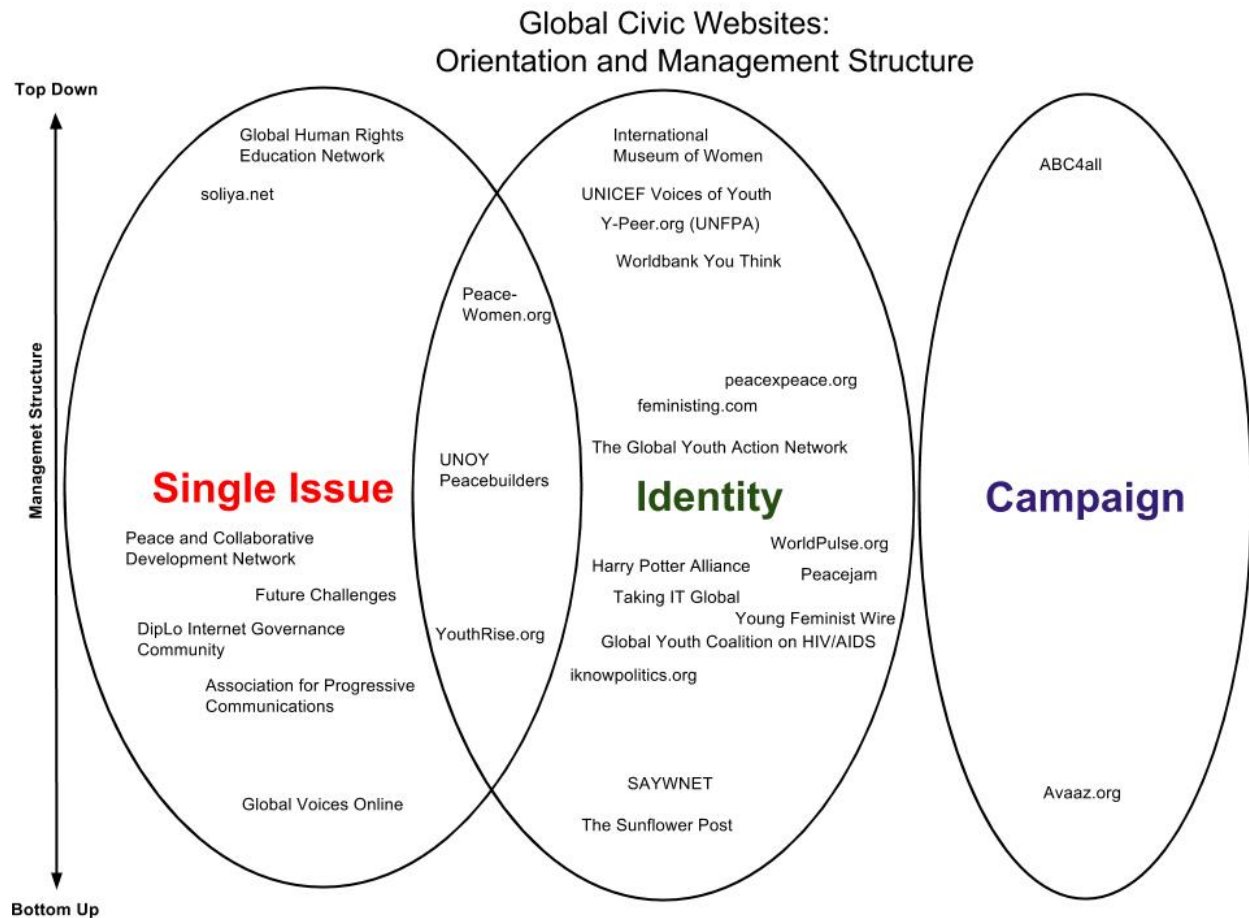 Global Civic Websites:
Orientation and Management Structure
Top Down
Managemet Structure
Bottom Up
Global Human Rights
Education Network
soliya.net
Single Issue
Peace and Collaborative
Development Network
Future Challenges
DipLo Internet Governance
Community
Association for Progressive
Communications
Global Voices Online
Peace-
Women.org
UNOY
Peacebuilders
YouthRise.org
International
Museum of Women
UNICEF Voices of Youth
Y-Peer.org (UNFPA)
Worldbank You Think
peacexpeace.org
feministing.com
The Global Youth Action Network
Identity
WorldPulse.org
Harry Potter Alliance
Peacejam
Taking IT Global
Young Feminist Wire
Global Youth Coalition on HIV/AIDS
iknowpolitics.org
SAYWNET
The Sunflower Post
ABC4all
Campaign
Avaaz.org